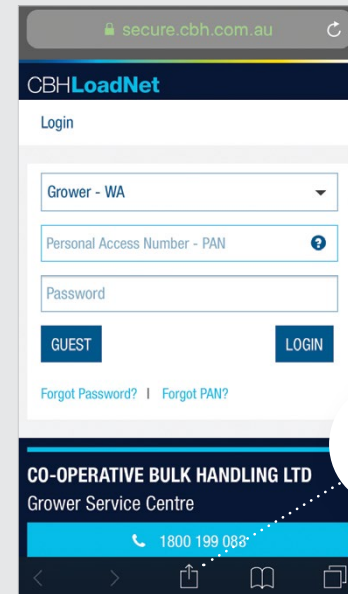 secure.cbh.com.au
CBHLoadNet
Login
Grower - WA
Personal Access Number - PAN
?
Password
GUEST
LOGIN
Forgot Password? | Forgot PAN?
CO-OPERATIVE BULK HANDLING LTD
Grower Service Centre
1800 199 083